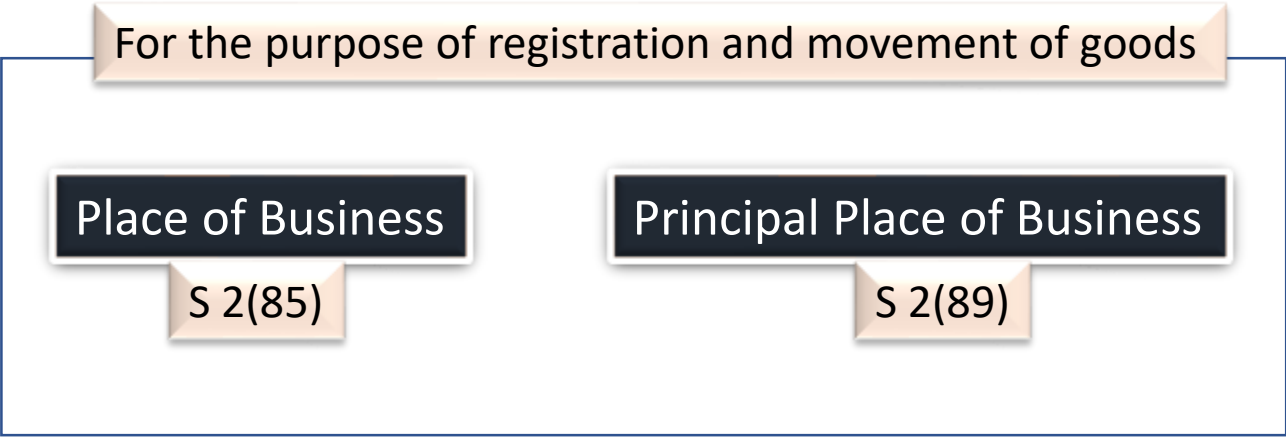 For the purpose of registration and movement of goods
Place of Business
Principal Place of Business
S 2(85)
S 2(89)